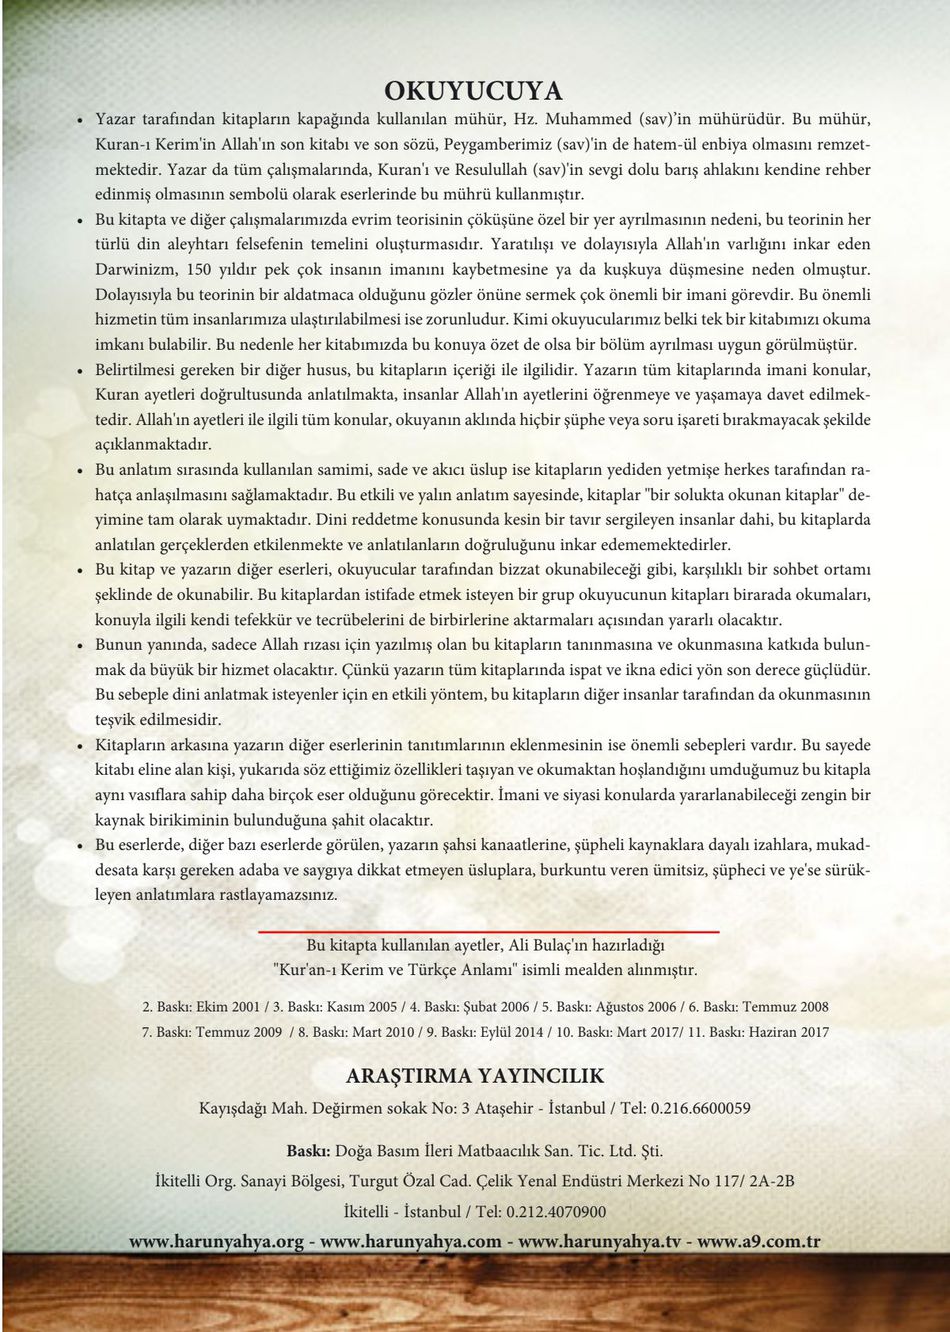 OKUYUCUYA
• Yazar tarafından kitapların kapağında kullanılan mühür, Hz. Muhammed (sav)’in mühürüdür. Bu mühür,
Kuran-ı Kerim'in Allah'ın son kitabı ve son sözü, Peygamberimiz (sav)'in de hatem-ül enbiya olmasını remzet-
mektedir. Yazar da tüm çalışmalarında, Kuran'ı ve Resulullah (sav)'in sevgi dolu barış ahlakını kendine rehber
edinmiş olmasının sembolü olarak eserlerinde bu mührü kullanmıştır.
• Bu kitapta ve diğer çalışmalarımızda evrim teorisinin çöküşüne özel bir yer ayrılmasının nedeni, bu teorinin her
türlü din aleyhtarı felsefenin temelini oluşturmasıdır. Yaratılışı ve dolayısıyla Allah'ın varlığını inkar eden
Darwinizm, 150 yıldır pek çok insanın imanını kaybetmesine ya da kuşkuya düşmesine neden olmuştur.
Dolayısıyla bu teorinin bir aldatmaca olduğunu gözler önüne sermek çok önemli bir imani görevdir. Bu önemli
hizmetin tüm insanlarımıza ulaştırılabilmesi ise zorunludur. Kimi okuyucularımız belki tek bir kitabımızı okuma
imkanı bulabilir. Bu nedenle her kitabımızda bu konuya özet de olsa bir bölüm ayrılması uygun görülmüştür.
• Belirtilmesi gereken bir diğer husus, bu kitapların içeriği ile ilgilidir. Yazarın tüm kitaplarında imani konular,
Kuran ayetleri doğrultusunda anlatılmakta, insanlar Allah'ın ayetlerini öğrenmeye ve yaşamaya davet edilmek-
tedir. Allah'ın ayetleri ile ilgili tüm konular, okuyanın aklında hiçbir şüphe veya soru işareti bırakmayacak şekilde
açıklanmaktadır.
• Bu anlatım sırasında kullanılan samimi, sade ve akıcı üslup ise kitapların yediden yetmişe herkes tarafından ra-
hatça anlaşılmasını sağlamaktadır. Bu etkili ve yalın anlatım sayesinde, kitaplar "bir solukta okunan kitaplar" de-
yimine tam olarak uymaktadır. Dini reddetme konusunda kesin bir tavır sergileyen insanlar dahi, bu kitaplarda
anlatılan gerçeklerden etkilenmekte ve anlatılanların doğruluğunu inkar edememektedirler.
• Bu kitap ve yazarın diğer eserleri, okuyucular tarafından bizzat okunabileceği gibi, karşılıklı bir sohbet ortamı
şeklinde de okunabilir. Bu kitaplardan istifade etmek isteyen bir grup okuyucunun kitapları birarada okumaları,
konuyla ilgili kendi tefekkür ve tecrübelerini de birbirlerine aktarmaları açısından yararlı olacaktır.
• Bunun yanında, sadece Allah rızası için yazılmış olan bu kitapların tanınmasına ve okunmasına katkıda bulun-
mak da büyük bir hizmet olacaktır. Çünkü yazarın tüm kitaplarında ispat ve ikna edici yön son derece güçlüdür.
Bu sebeple dini anlatmak isteyenler için en etkili yöntem, bu kitapların diğer insanlar tarafından da okunmasının
teşvik edilmesidir.
• Kitapların arkasına yazarın diğer eserlerinin tanıtımlarının eklenmesinin ise önemli sebepleri vardır. Bu sayede
kitabı eline alan kişi, yukarıda söz ettiğimiz özellikleri taşıyan ve okumaktan hoşlandığını umduğumuz bu kitapla
aynı vasıflara sahip daha birçok eser olduğunu görecektir. İmani ve siyasi konularda yararlanabileceği zengin bir
kaynak birikiminin bulunduğuna şahit olacaktır.
• Bu eserlerde, diğer bazı eserlerde görülen, yazarın şahsi kanaatlerine, şüpheli kaynaklara dayalı izahlara, mukad-
desata karşı gereken adaba ve saygıya dikkat etmeyen üsluplara, burkuntu veren ümitsiz, şüpheci ve ye'se sürük-
leyen anlatımlara rastlayamazsınız.
Bu kitapta kullanılan ayetler, Ali Bulaç'ın hazırladığı
"Kur'an-ı Kerim ve Türkçe Anlamı" isimli mealden alınmıştır.
2. Baskı: Ekim 2001 / 3. Baskı: Kasım 2005 / 4. Baskı: Şubat 2006 / 5. Baskı: Ağustos 2006 / 6. Baskı: Temmuz 2008
7. Baskı: Temmuz 2009 / 8. Baskı: Mart 2010 / 9. Baskı: Eylül 2014 / 10. Baskı: Mart 2017/ 11. Baskı: Haziran 2017
ARAŞTIRMA YAYINCILIK
Kayışdağı Mah. Değirmen sokak No: 3 Ataşehir - İstanbul / Tel: 0.216.6600059
Baskı: Doğa Basım İleri Matbaacılık San. Tic. Ltd. Şti.
İkitelli Org. Sanayi Bölgesi, Turgut Özal Cad. Çelik Yenal Endüstri Merkezi No 117/ 2A-2B
İkitelli - İstanbul / Tel: 0.212.4070900
www.harunyahya.org - www.harunyahya.com - www.harunyahya.tv - www.a9.com.tr